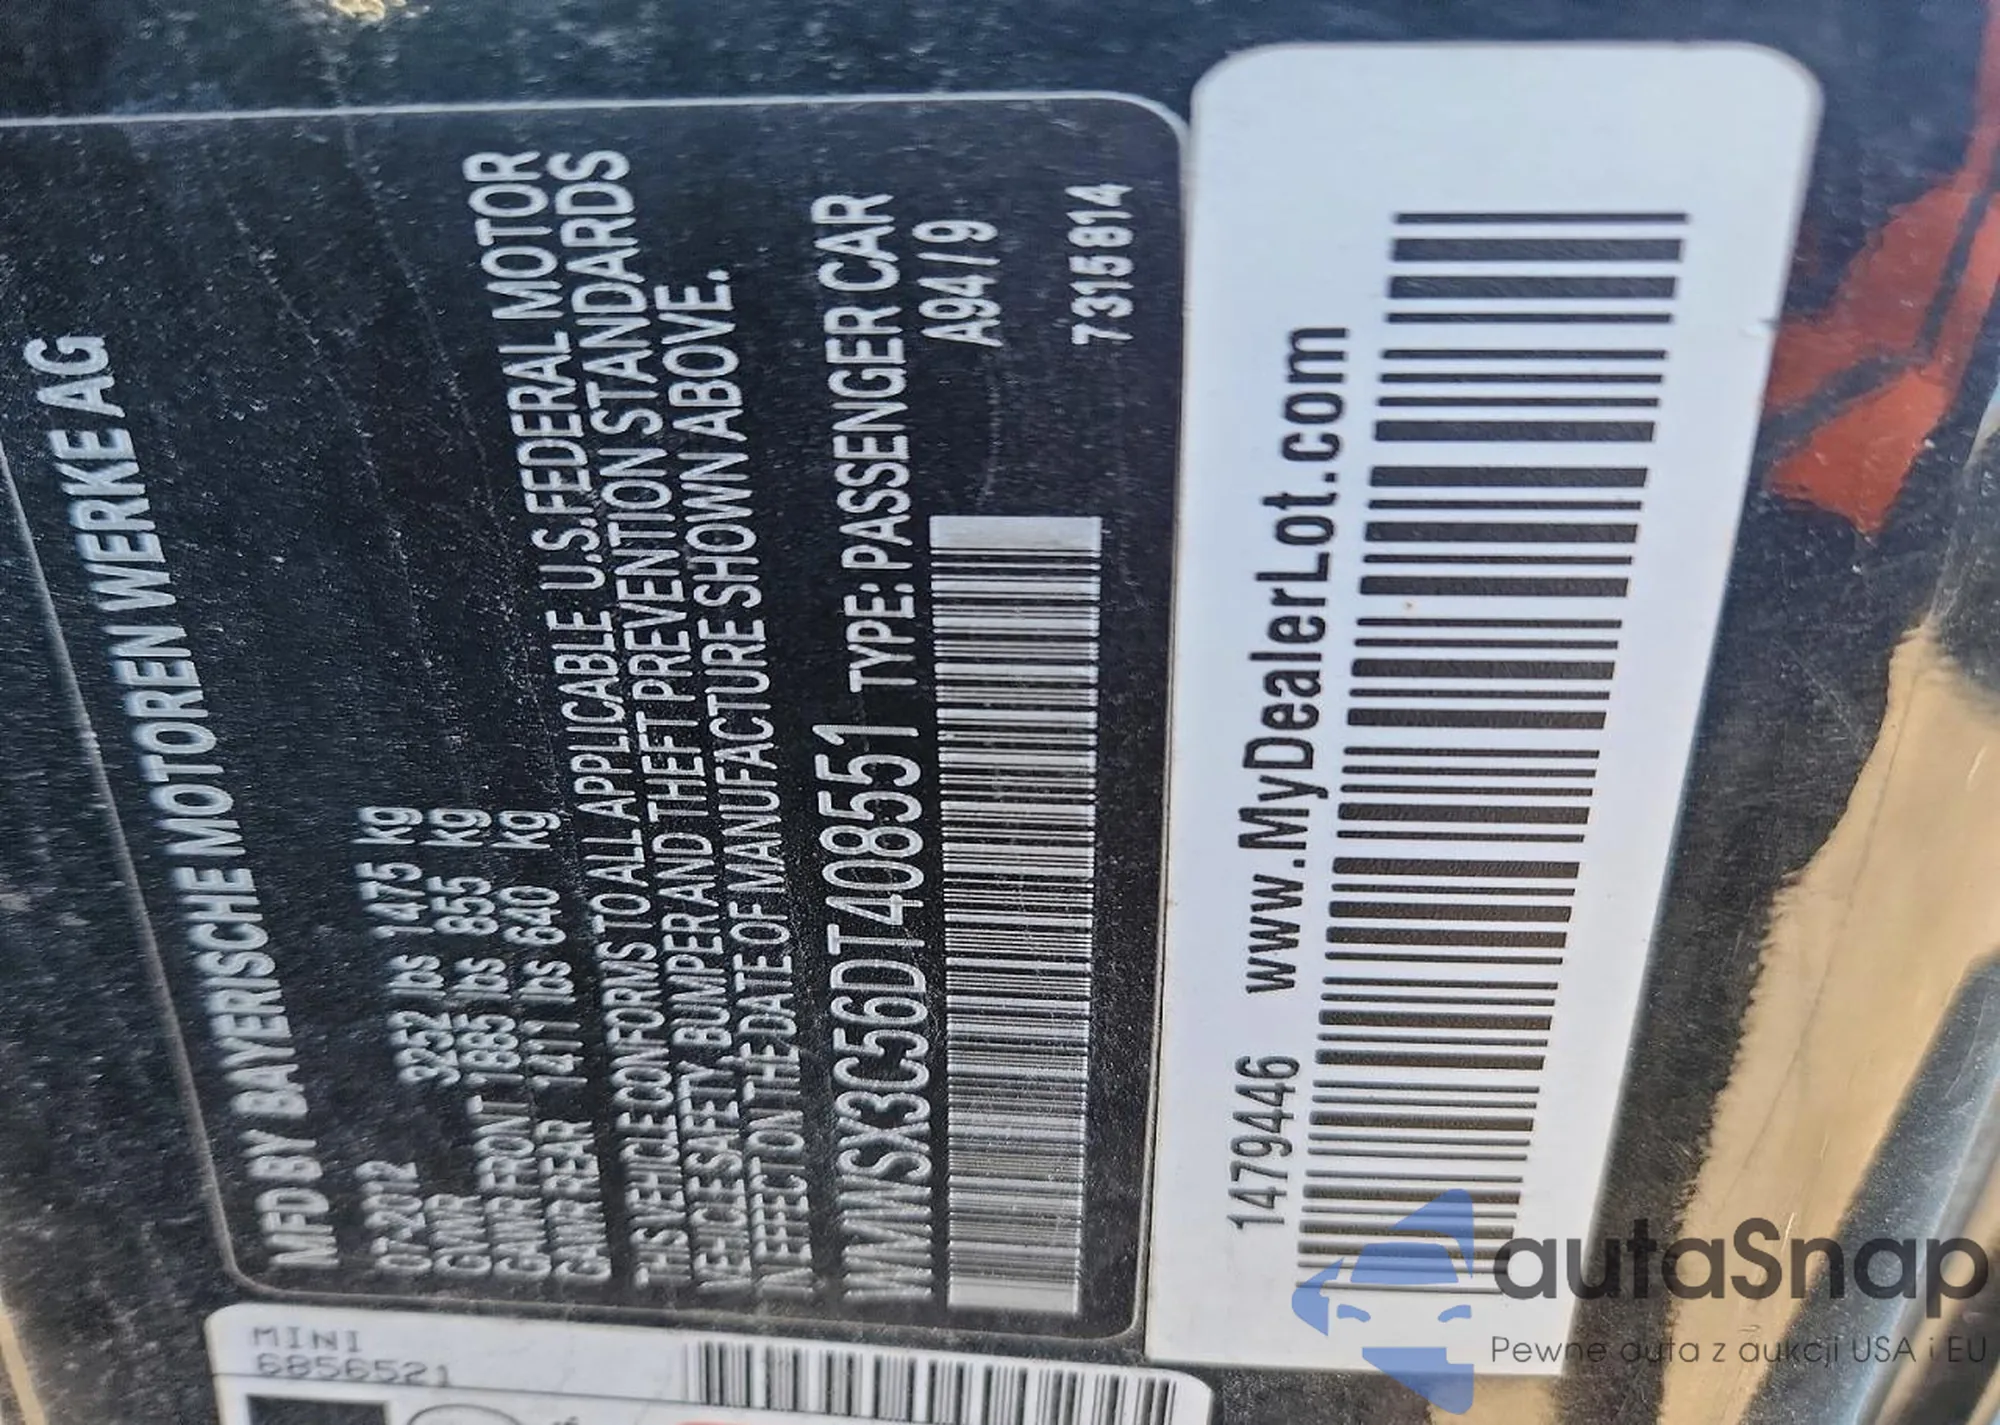 MFD BY BAYERISCHE MOTOREN WERKE AG
07-2012
GVWR 3252 lbs 1475 kg
GAWR FRONT 1885 lbs 855 kg
GAWR REAR 1411 lbs 640 kg
THIS VEHICLE CONFORMS TO ALL APPLICABLE U.S.FEDERAL MOTOR
VEHICLE SAFETY, BUMPER AND THEFT PREVENTION STANDARDS
IN EFFECT ON THE DATE OF MANUFACTURE SHOWN ABOVE.
WMWSX3C56DT408551 TYPE: PASSENGER CAR
A94/9
7315814
1479446 www.MyDealerLot.com
MINI
6856521
autaSnap
Pewne auta z aukcji USA i EU